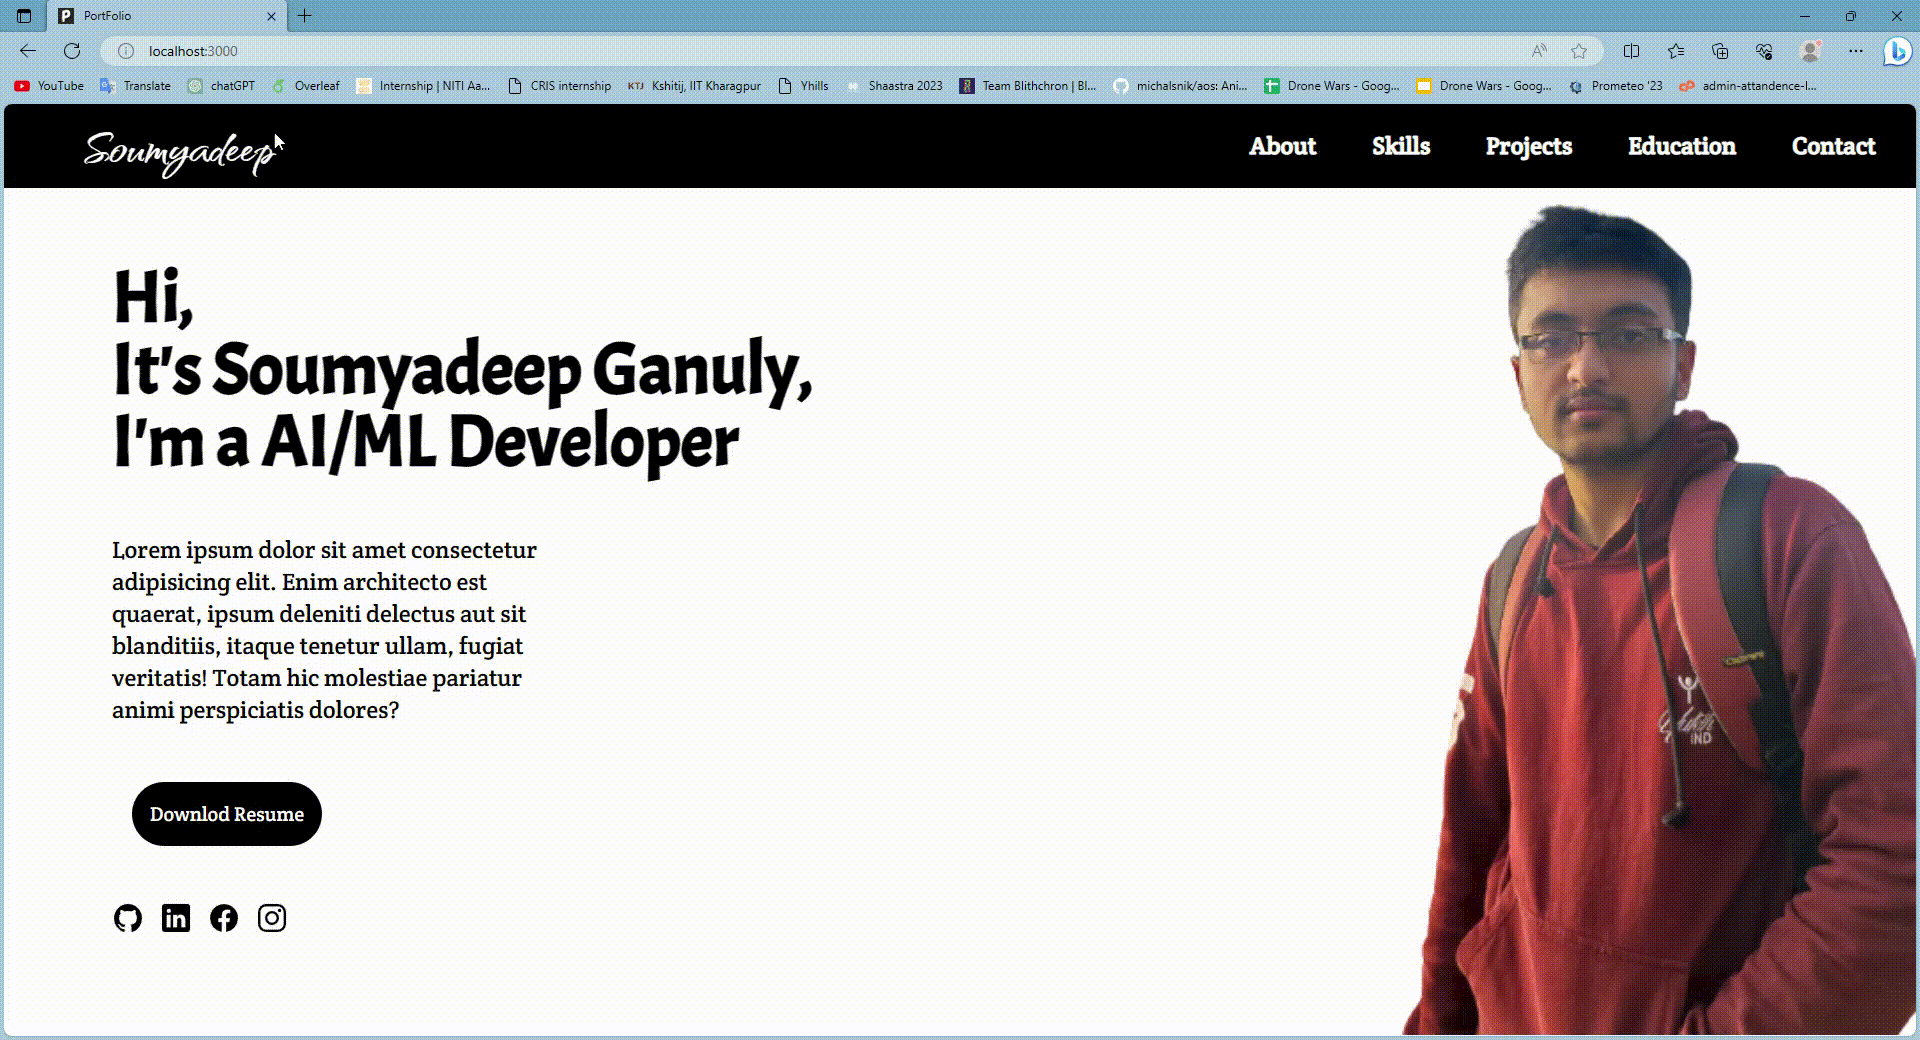 PortFolio
localhost:3000
YouTube
Translate
chatGPT
Overleaf
Internship | NITI Aa...
CRIS internship
KTJ Kshitij, IIT Kharagpur
Yhills
Shaastra 2023
Team Blithchron | Bl...
michalsnik/aos: Ani...
Drone Wars - Goog...
Drone Wars - Goog...
Prometeo '23
admin-attandence-l...
Soumyadeep
About
Skills
Projects
Education
Contact
Hi,
It's Soumyadeep Ganuly,
I'm a AI/ML Developer
Lorem ipsum dolor sit amet consectetur
adipisicing elit. Enim architecto est
quaerat, ipsum deleniti delectus aut sit
blanditiis, itaque tenetur ullam, fugiat
veritatis! Totam hic molestiae pariatur
animi perspiciatis dolores?
Downlod Resume
IND